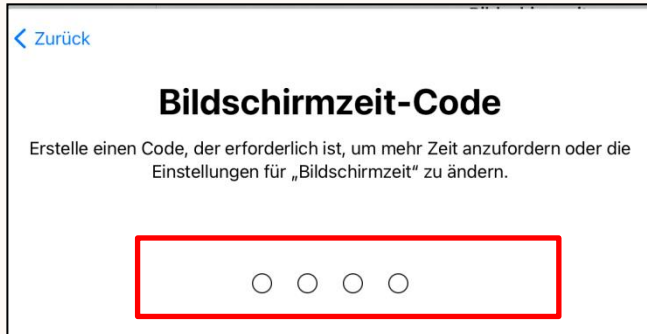 Zurück
Bildschirmzeit-Code
Erstelle einen Code, der erforderlich ist, um mehr Zeit anzufordern oder die
Einstellungen für „Bildschirmzeit“ zu ändern.